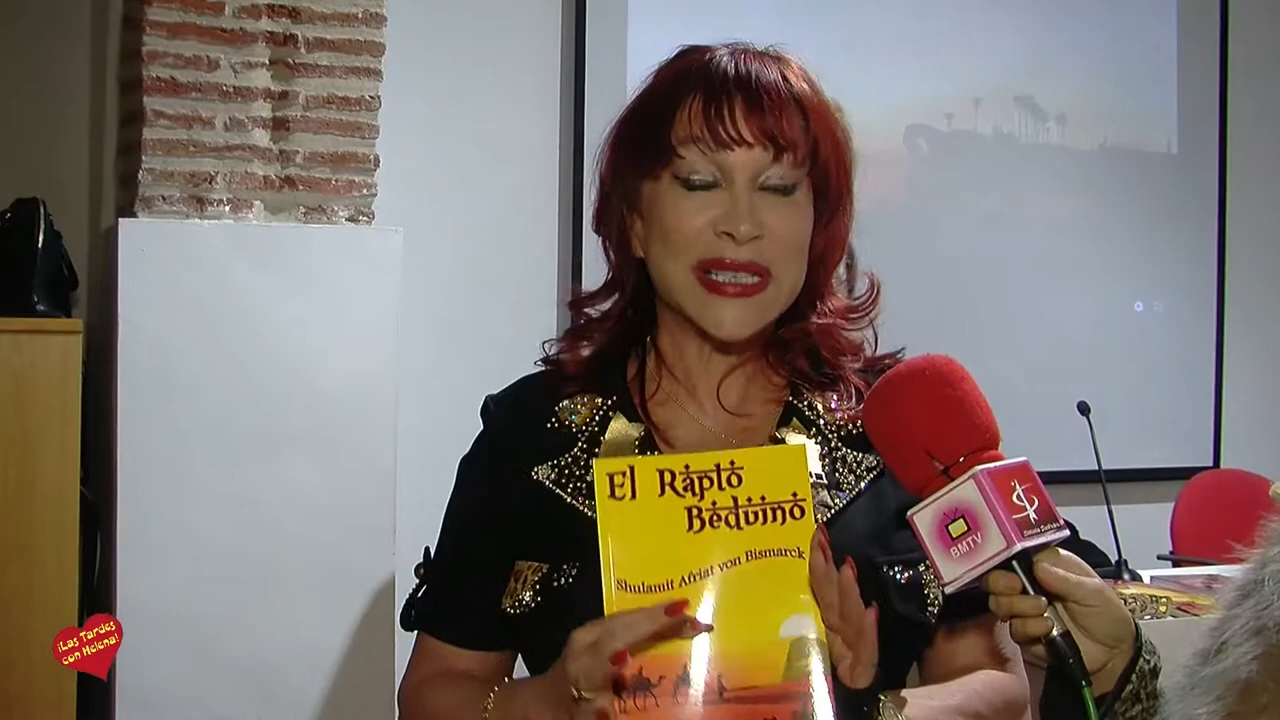 El Rapto
Beduino
Shulamit Afriat von Bismarck
BMTV
¡Las Tardes
con Helena!